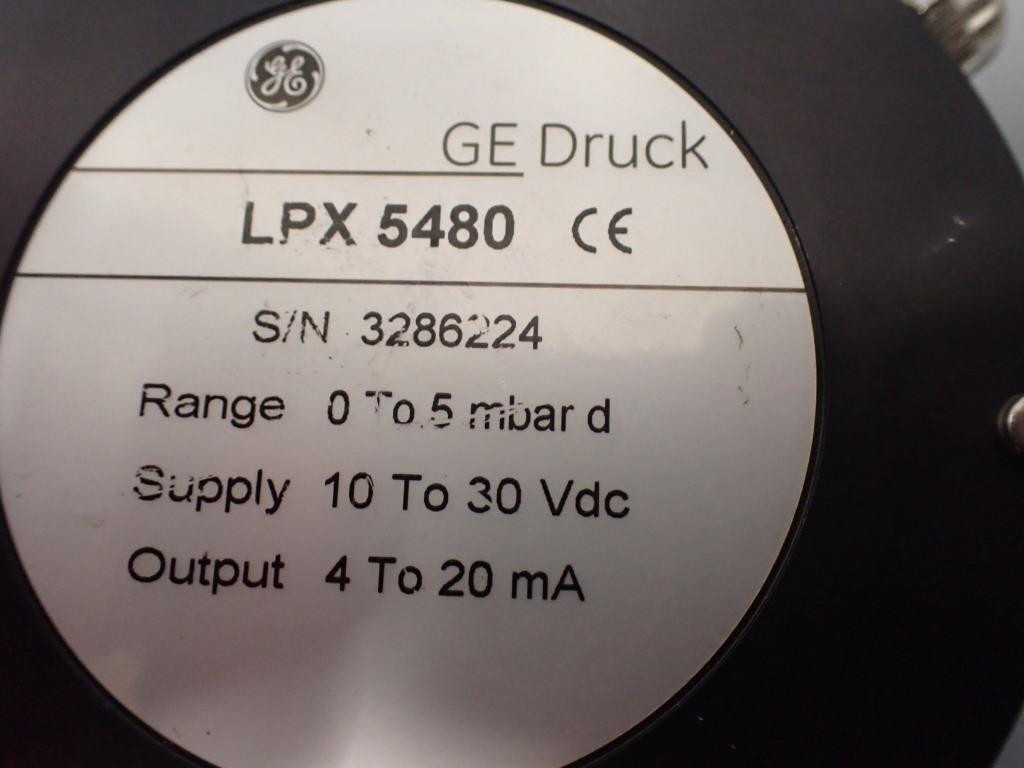 GE
GE Druck
LPX 5480 CE
S/N 3286224
Range 0 To 5 mbar d
Supply 10 To 30 Vdc
Output 4 To 20 mA